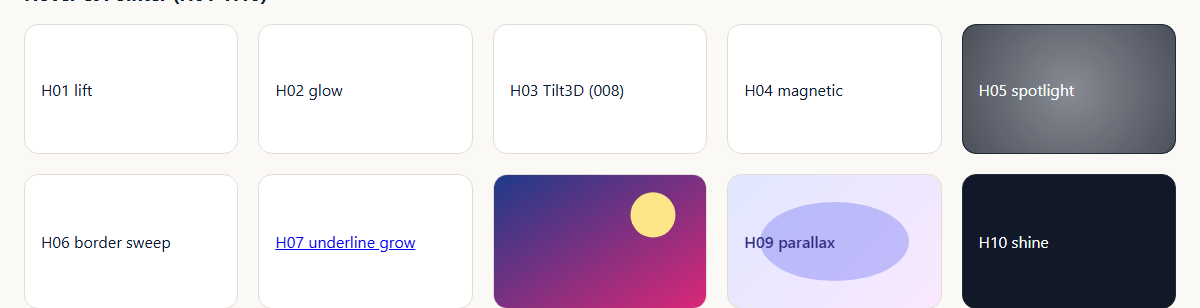 H01 lift
H02 glow
H03 Tilt3D (008)
H04 magnetic
H05 spotlight
H06 border sweep
H07 underline grow
H09 parallax
H10 shine